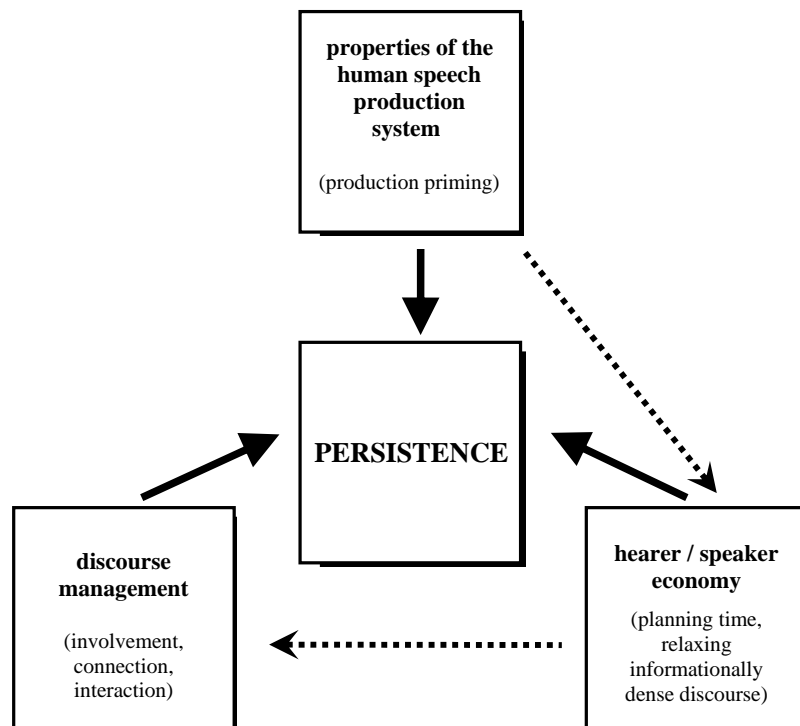 properties of the
human speech
production
system
(production priming)
PERSISTENCE
discourse
management
(involvement,
connection,
interaction)
hearer / speaker
economy
(planning time,
relaxing
informationally
dense discourse)